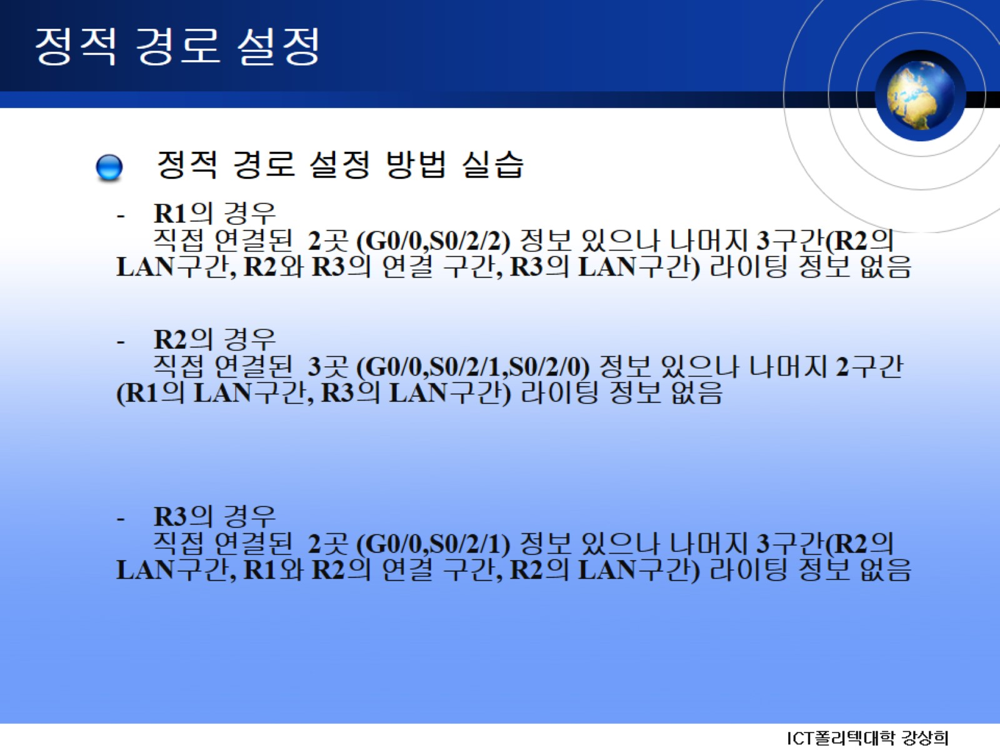 정적 경로 설정
정적 경로 설정 방법 실습
- R1의 경우
직접 연결된 2곳 (G0/0,S0/2/2) 정보 있으나 나머지 3구간(R2의
LAN구간, R2와 R3의 연결 구간, R3의 LAN구간) 라이팅 정보 없음
- R2의 경우
직접 연결된 3곳 (G0/0,S0/2/1,S0/2/0) 정보 있으나 나머지 2구간
(R1의 LAN구간, R3의 LAN구간) 라이팅 정보 없음
- R3의 경우
직접 연결된 2곳 (G0/0,S0/2/1) 정보 있으나 나머지 3구간(R2의
LAN구간, R1와 R2의 연결 구간, R2의 LAN구간) 라이팅 정보 없음
ICT폴리텍대학 강상희